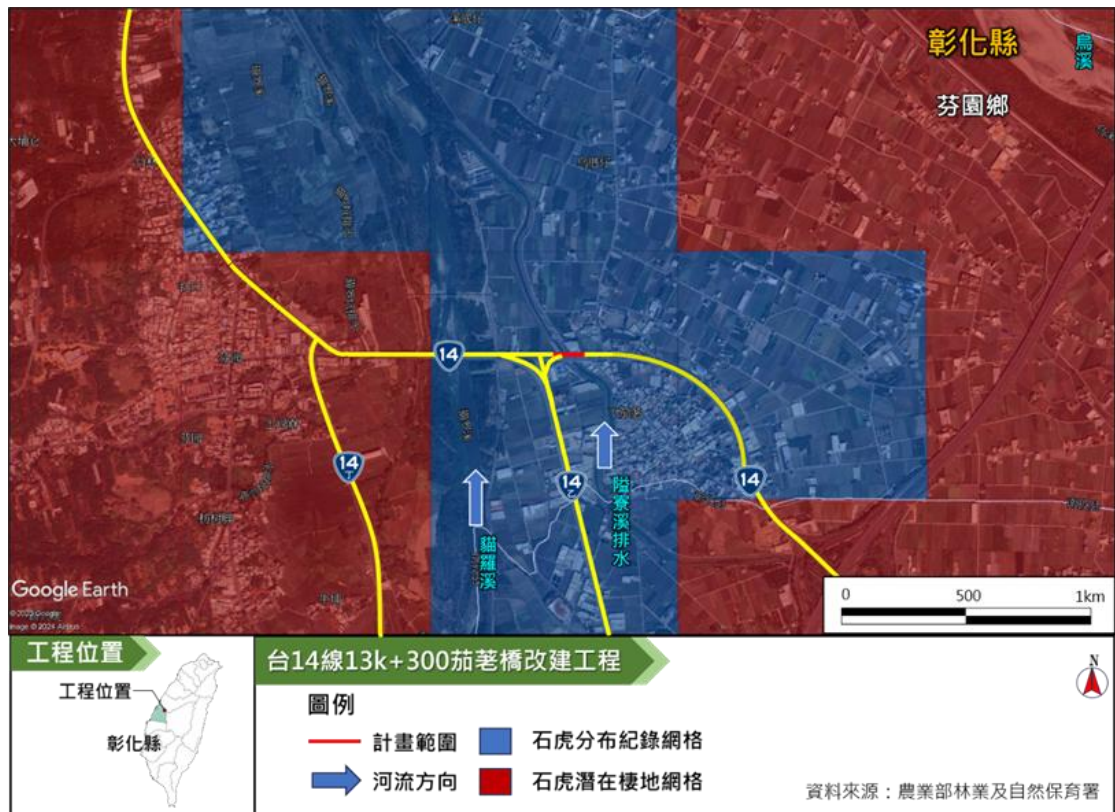 彰化縣
烏溪
芬園鄉
14
14
丁
14
乙
14
隘寮溪排水
貓羅溪
Google Earth
0
500
1km
工程位置
台14線13k+300茄荖橋改建工程
工程位置
彰化縣
圖例
計畫範圍
石虎分布紀錄網格
河流方向
石虎潛在棲地網格
N
資料來源：農業部林業及自然保育署